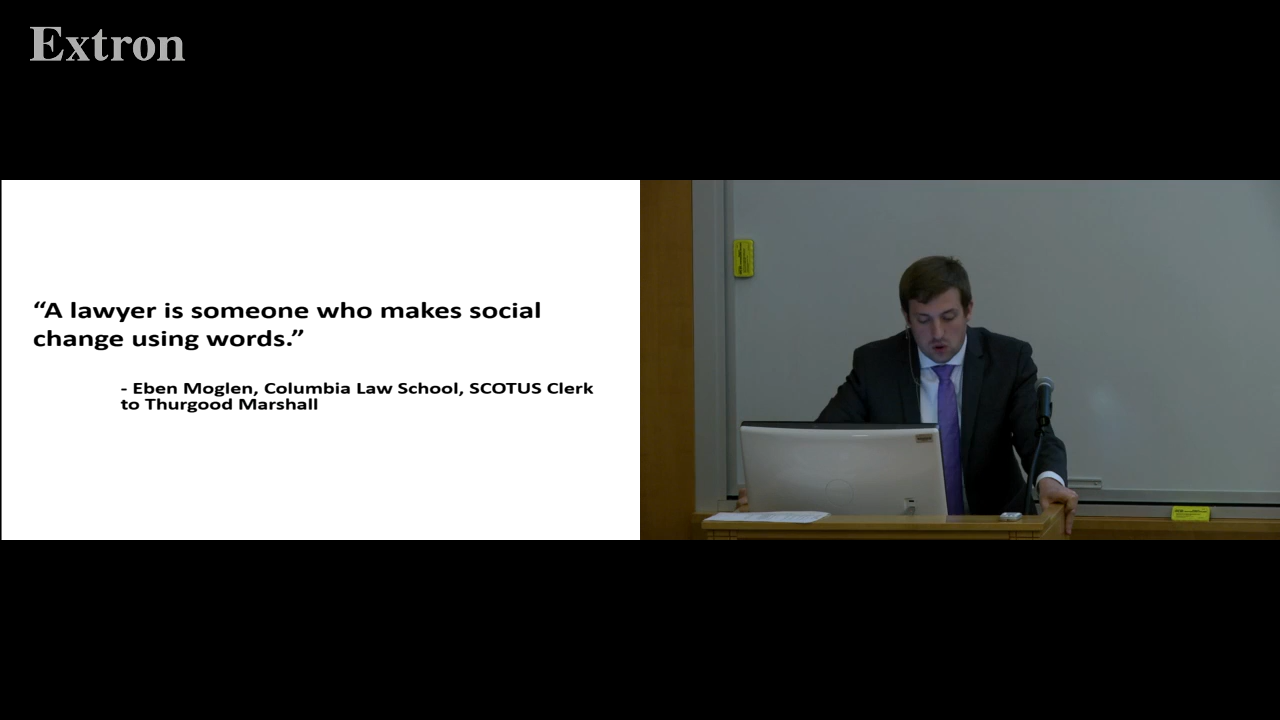 Extron
“A lawyer is someone who makes social
change using words.”
- Eben Moglen, Columbia Law School, SCOTUS Clerk
to Thurgood Marshall